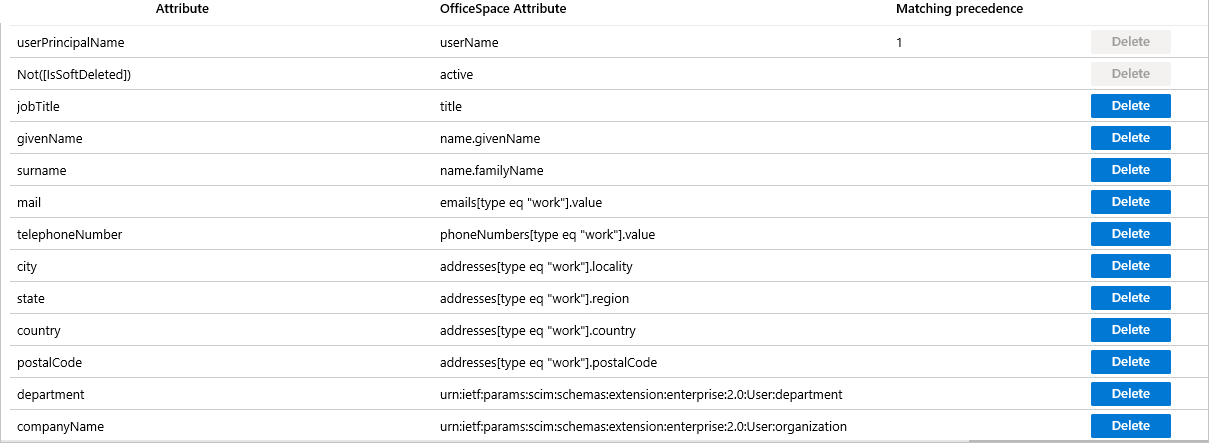 Attribute OfficeSpace Attribute Matching precedence
userPrincipalName userName 1 Delete
Not([IsSoftDeleted]) active Delete
jobTitle title Delete
givenName name.givenName Delete
surname name.familyName Delete
mail emails[type eq "work"].value Delete
telephoneNumber phoneNumbers[type eq "work"].value Delete
city addresses[type eq "work"].locality Delete
state addresses[type eq "work"].region Delete
country addresses[type eq "work"].country Delete
postalCode addresses[type eq "work"].postalCode Delete
department urn:ietf:params:scim:schemas:extension:enterprise:2.0:User:department Delete
companyName urn:ietf:params:scim:schemas:extension:enterprise:2.0:User:organization Delete